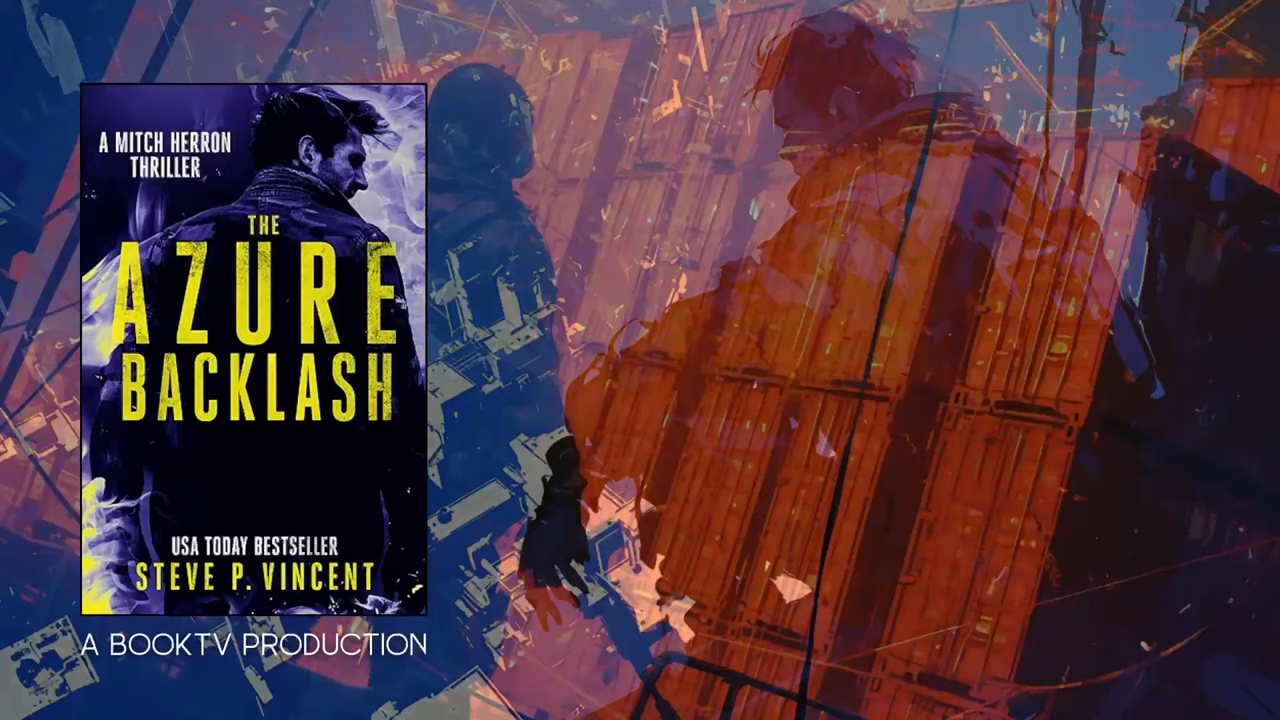 A MITCH HERRON
THRILLER
THE
AZURE
BACKLASH
USA TODAY BESTSELLER
STEVE P. VINCENT
A BOOKTV PRODUCTION